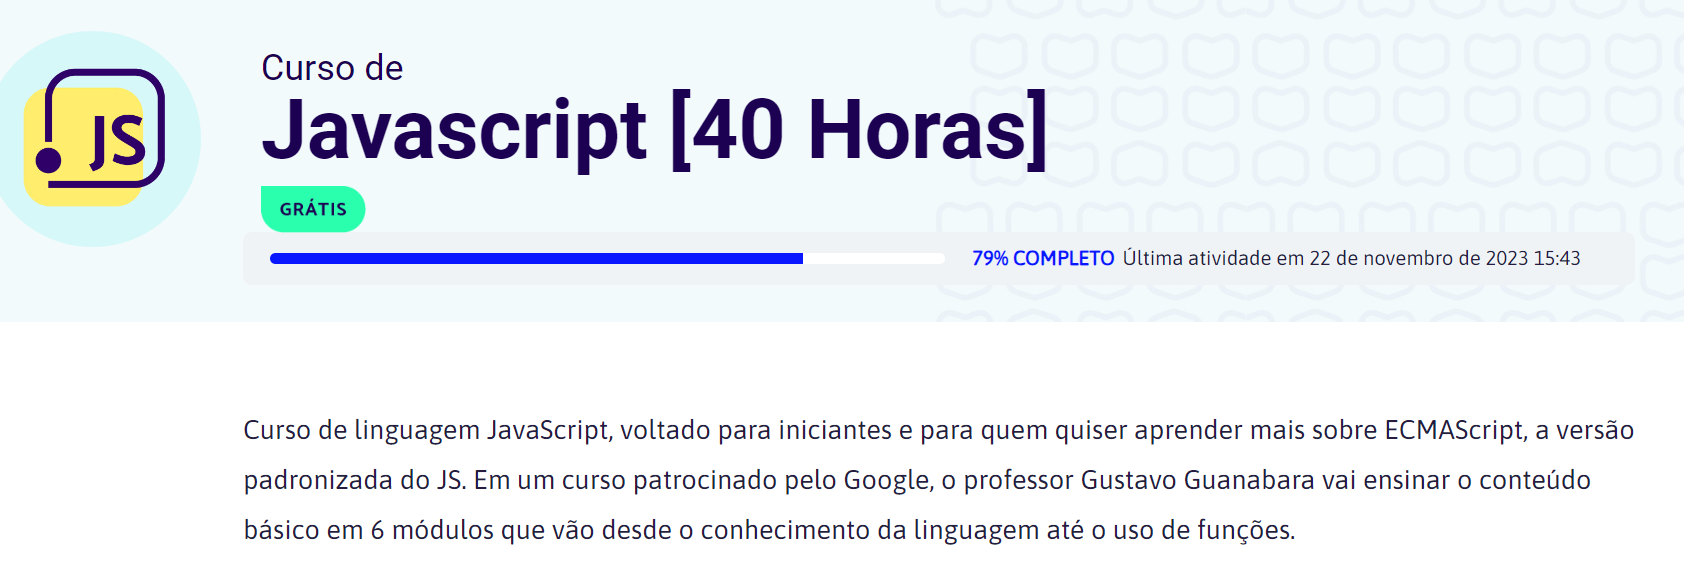 JS
Curso de
Javascript [40 Horas]
GRÁTIS
79% COMPLETO Última atividade em 22 de novembro de 2023 15:43
Curso de linguagem JavaScript, voltado para iniciantes e para quem quiser aprender mais sobre ECMAScript, a versão
padronizada do JS. Em um curso patrocinado pelo Google, o professor Gustavo Guanabara vai ensinar o conteúdo
básico em 6 módulos que vão desde o conhecimento da linguagem até o uso de funções.